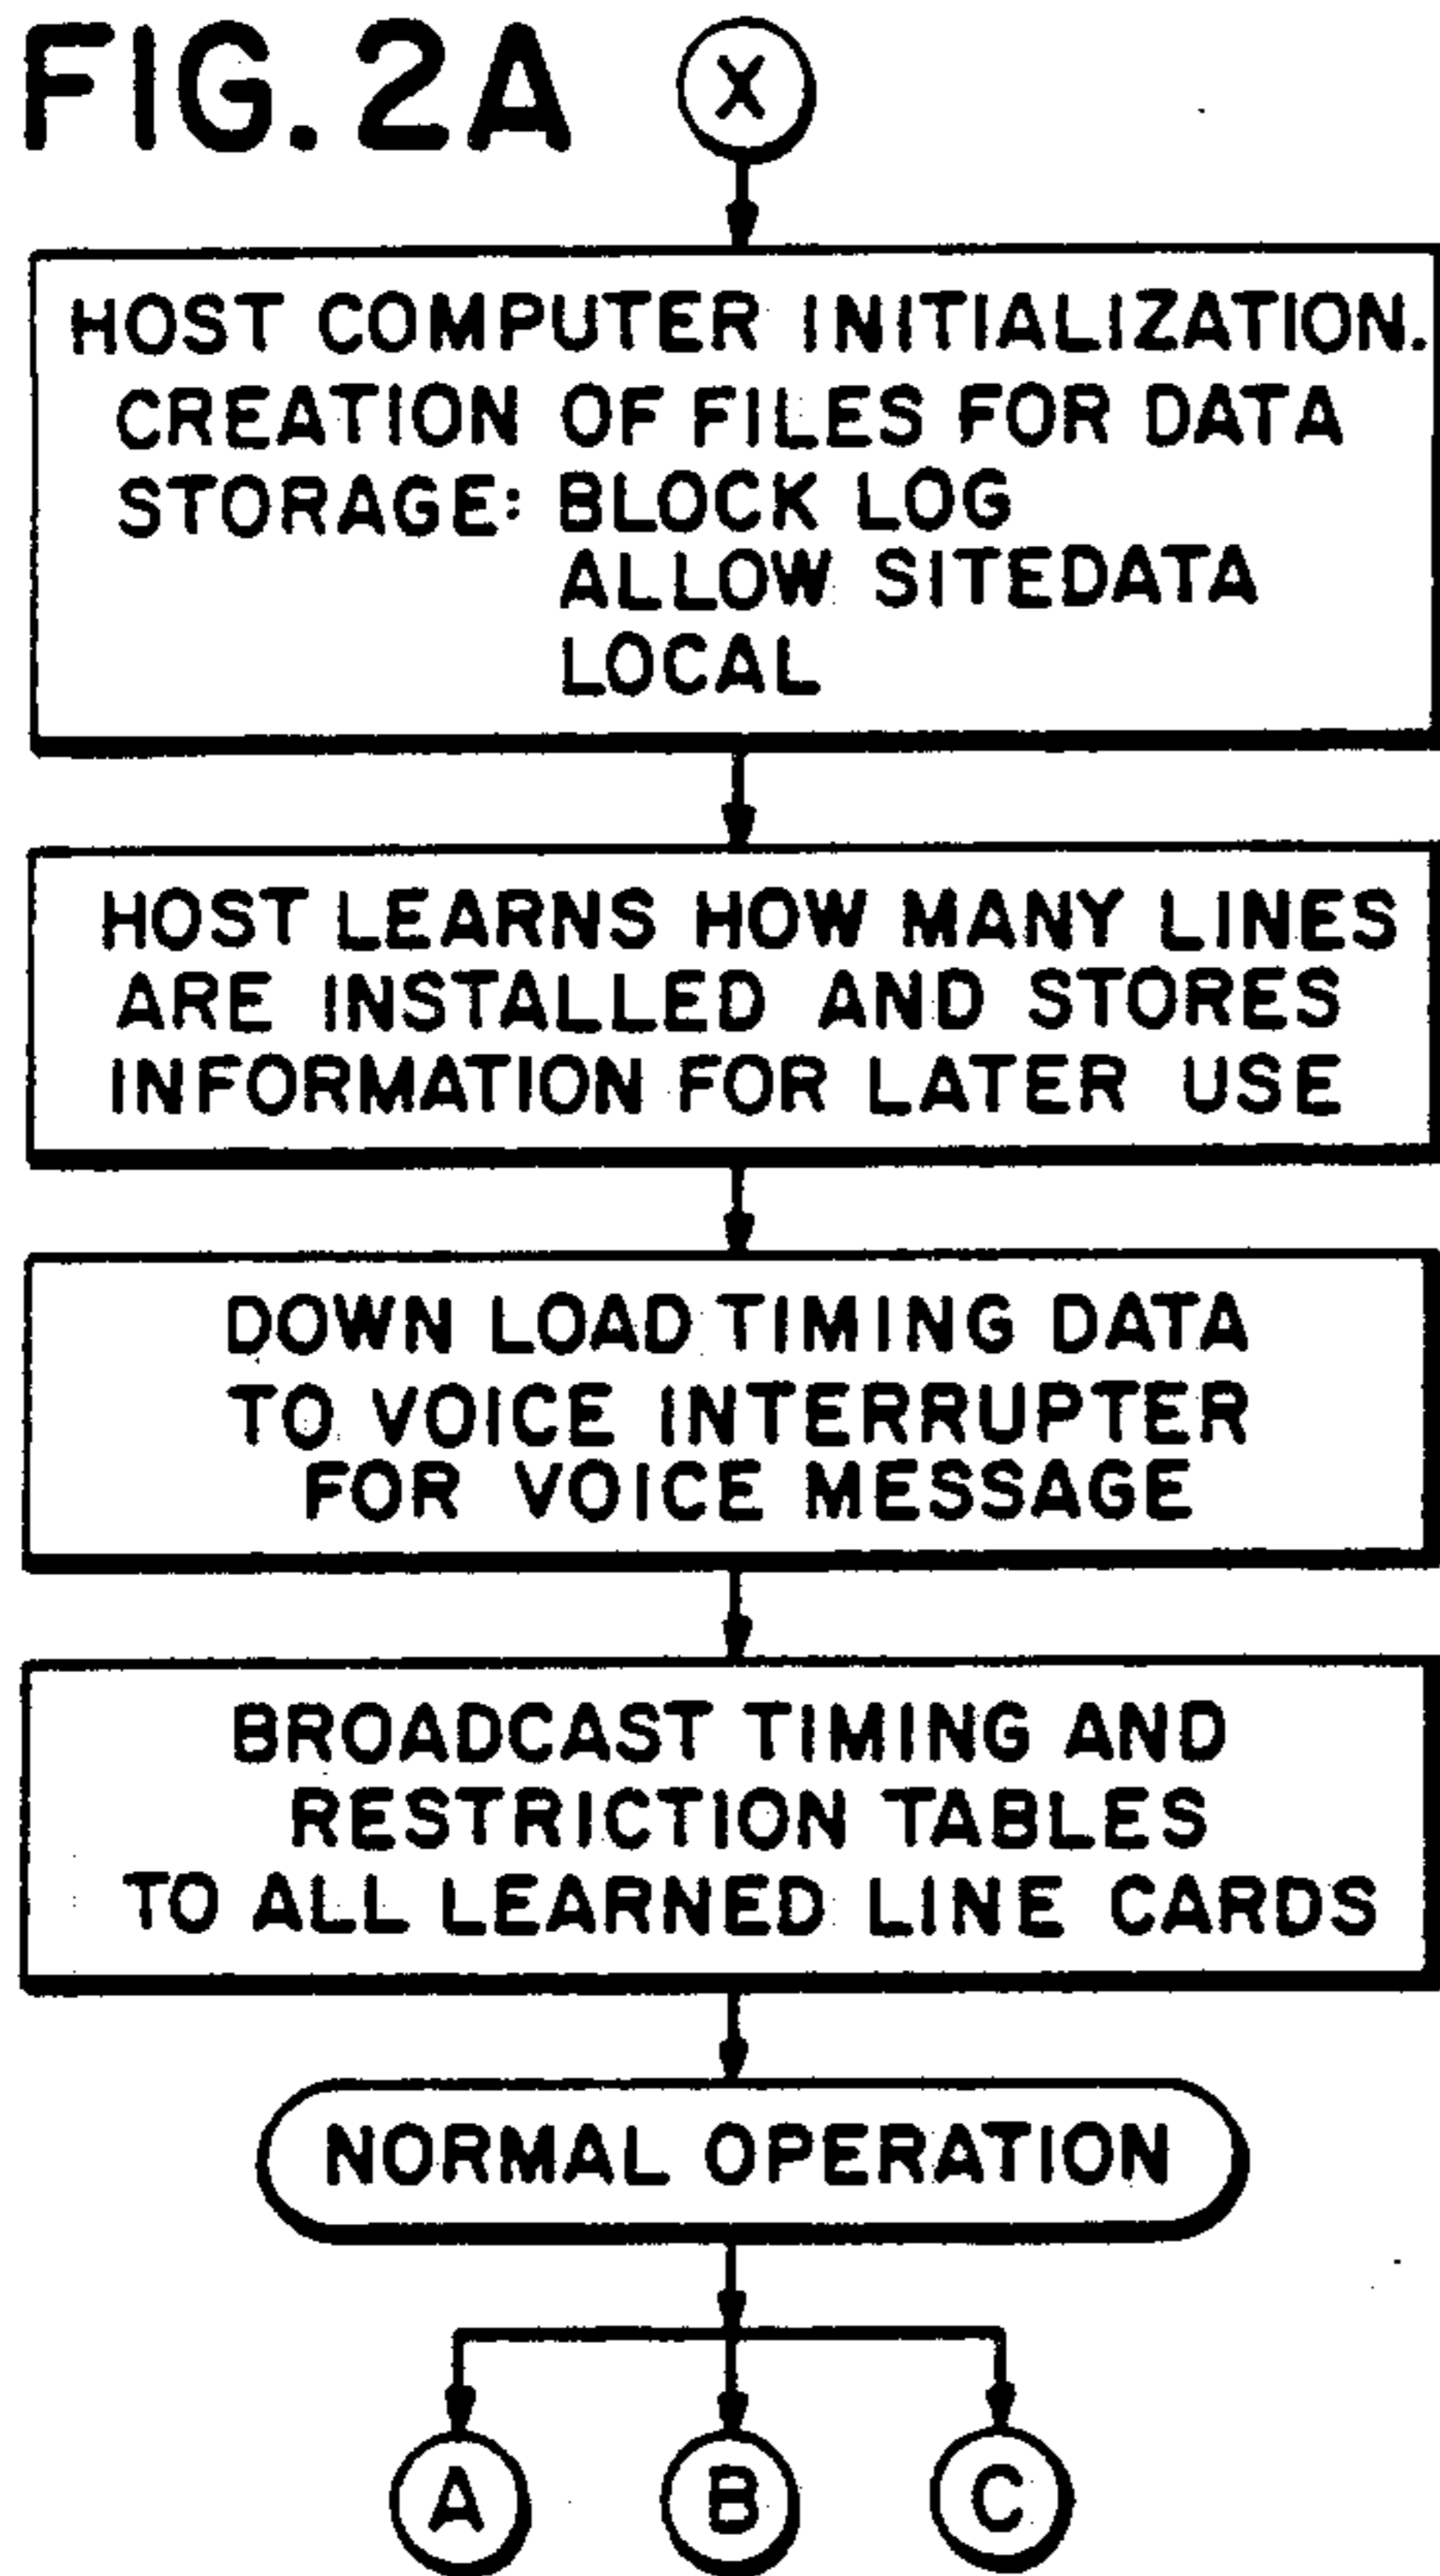 FIG. 2A
X
HOST COMPUTER INITIALIZATION.
CREATION OF FILES FOR DATA
STORAGE: BLOCK LOG
ALLOW SITEDATA
LOCAL
HOST LEARNS HOW MANY LINES
ARE INSTALLED AND STORES
INFORMATION FOR LATER USE
DOWN LOAD TIMING DATA
TO VOICE INTERRUPTER
FOR VOICE MESSAGE
BROADCAST TIMING AND
RESTRICTION TABLES
TO ALL LEARNED LINE CARDS
NORMAL OPERATION
A B C